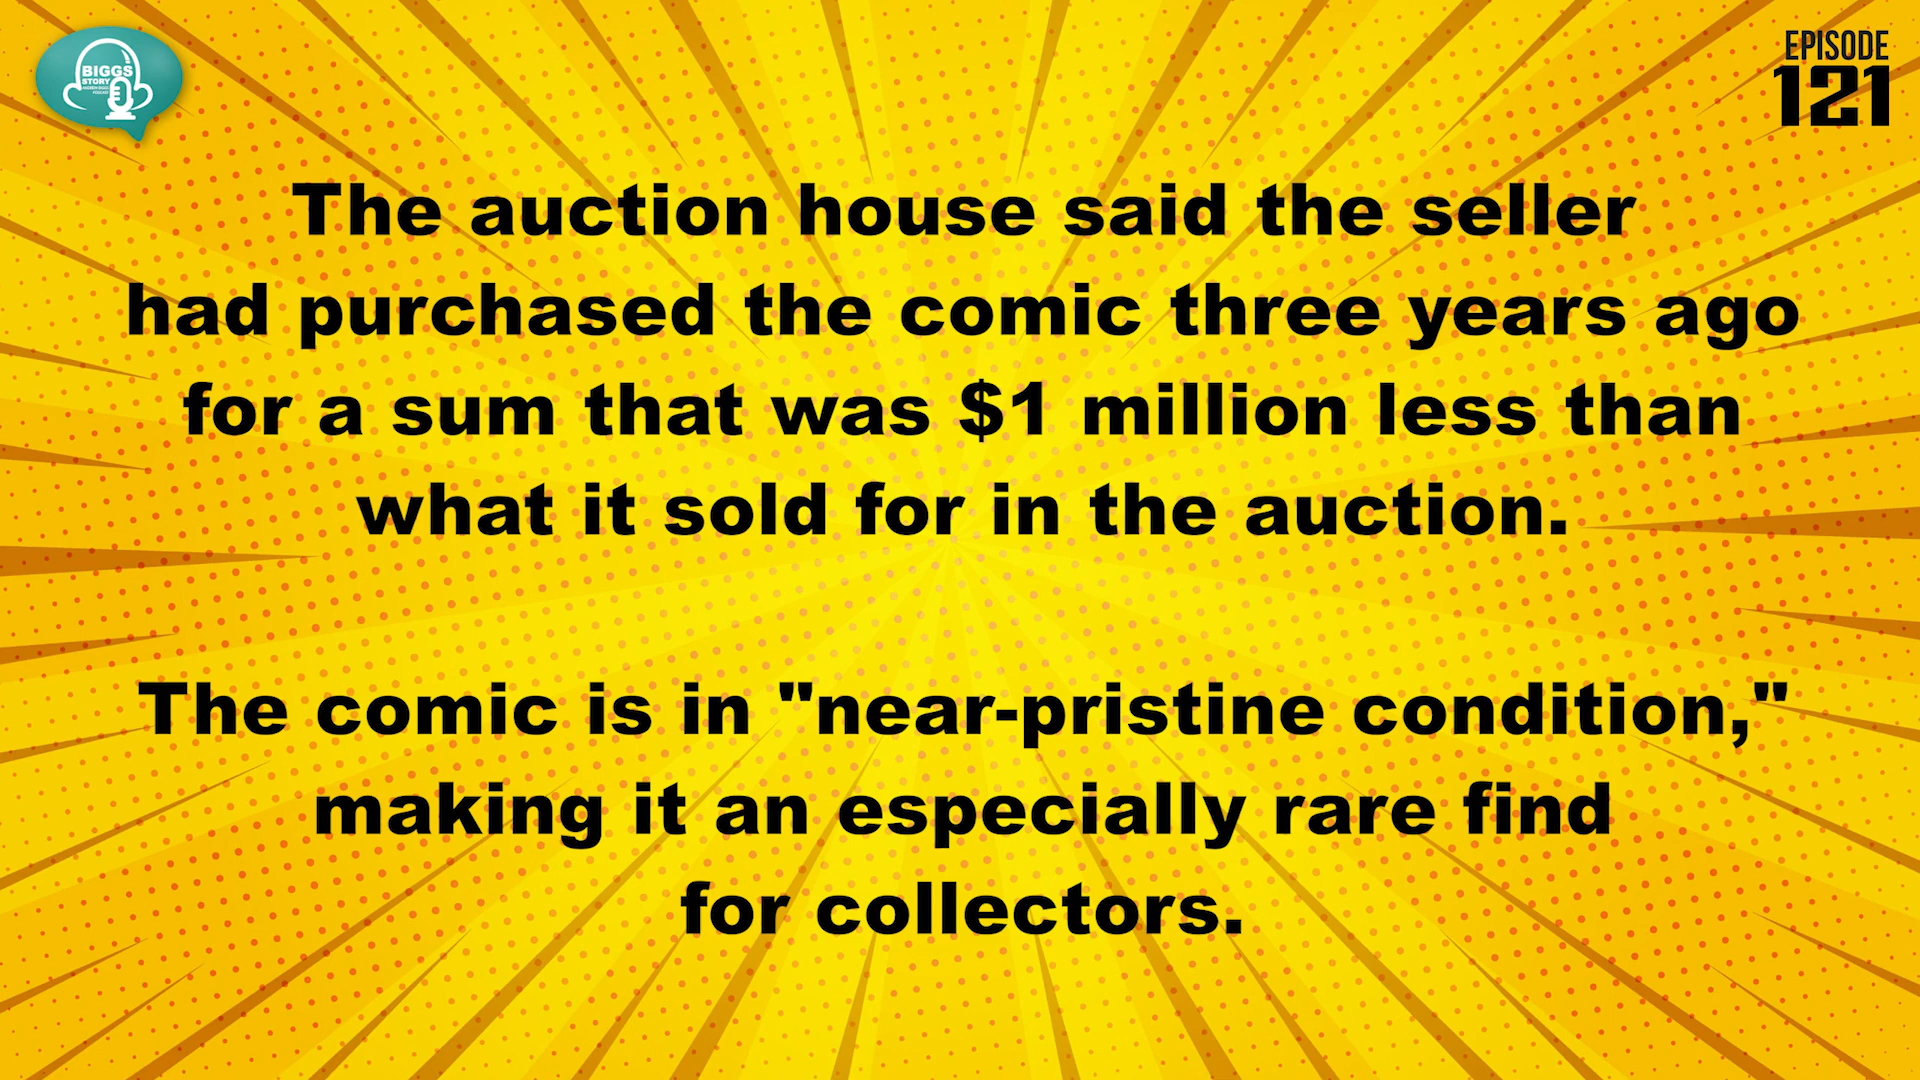 BIGGS
STORY
PODCAST
EPISODE
121
The auction house said the seller
had purchased the comic three years ago
for a sum that was $1 million less than
what it sold for in the auction.
The comic is in "near-pristine condition,"
making it an especially rare find
for collectors.